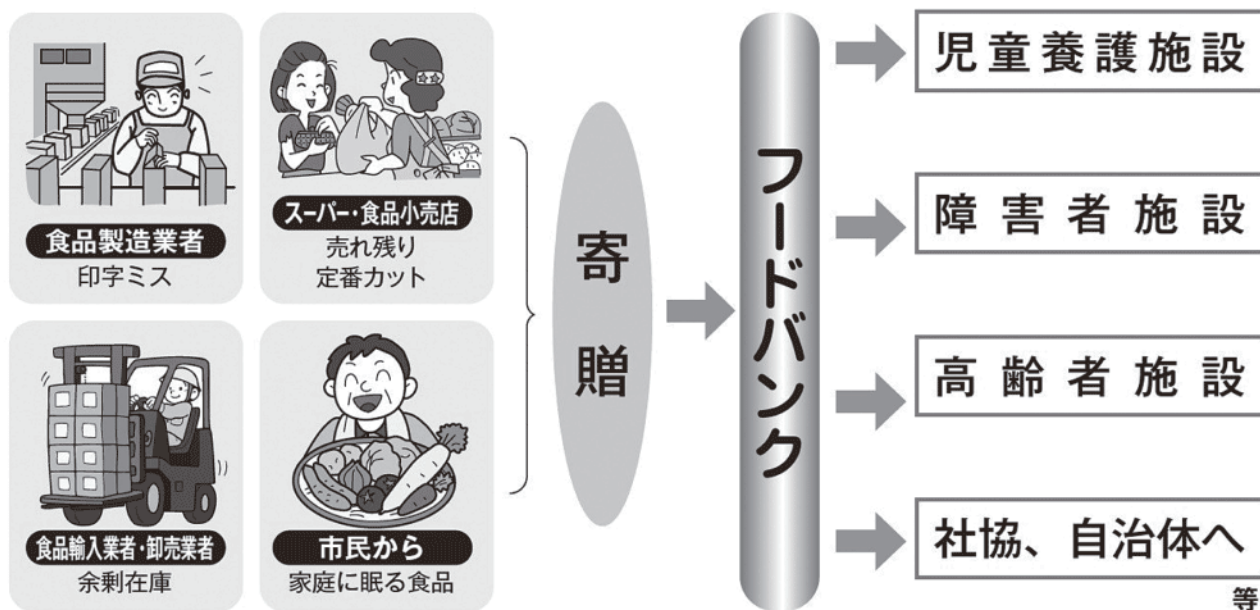 食品製造業者
印字ミス
スーパー・食品小売店
売れ残り
定番カット
食品輸入業者・卸売業者
余剰在庫
市民から
家庭に眠る食品
寄贈
フードバンク
児童養護施設
障害者施設
高齢者施設
社協、自治体へ
等